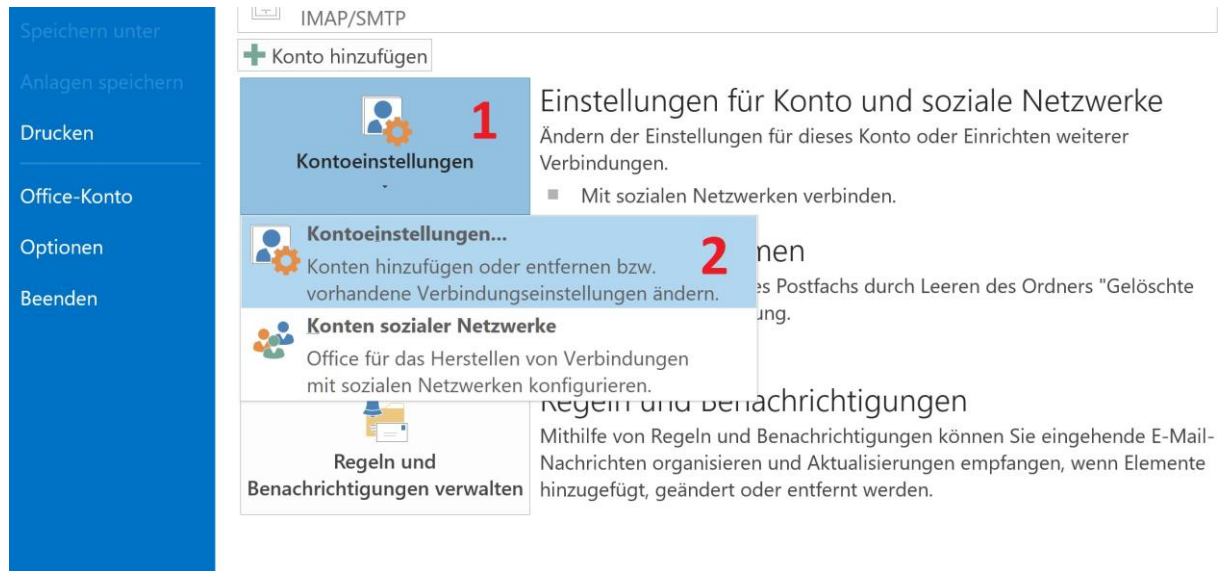 Speichern unter
Anlagen speichern
Drucken
Office-Konto
Optionen
Beenden
IMAP/SMTP
Konto hinzufügen
Kontoeinstellungen
1
Einstellungen für Konto und soziale Netzwerke
Ändern der Einstellungen für dieses Konto oder Einrichten weiterer
Verbindungen.
Mit sozialen Netzwerken verbinden.
Kontoeinstellungen...
Konten hinzufügen oder entfernen bzw.
vorhandene Verbindungseinstellungen ändern.
2
Konten sozialer Netzwerke
Office für das Herstellen von Verbindungen
mit sozialen Netzwerken konfigurieren.
Postfachs durch Leeren des Ordners "Gelöschte
Regeln und
Benachrichtigungen verwalten
Regeln und Benachrichtigungen
Mithilfe von Regeln und Benachrichtigungen können Sie eingehende E-Mail-
Nachrichten organisieren und Aktualisierungen empfangen, wenn Elemente
hinzugefügt, geändert oder entfernt werden.